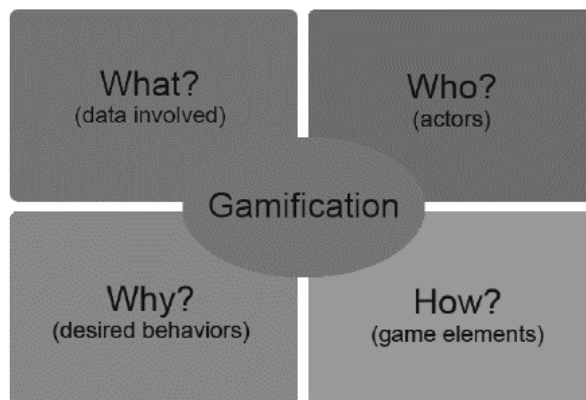 What?
(data involved)
Who?
(actors)
Gamification
Why?
(desired behaviors)
How?
(game elements)